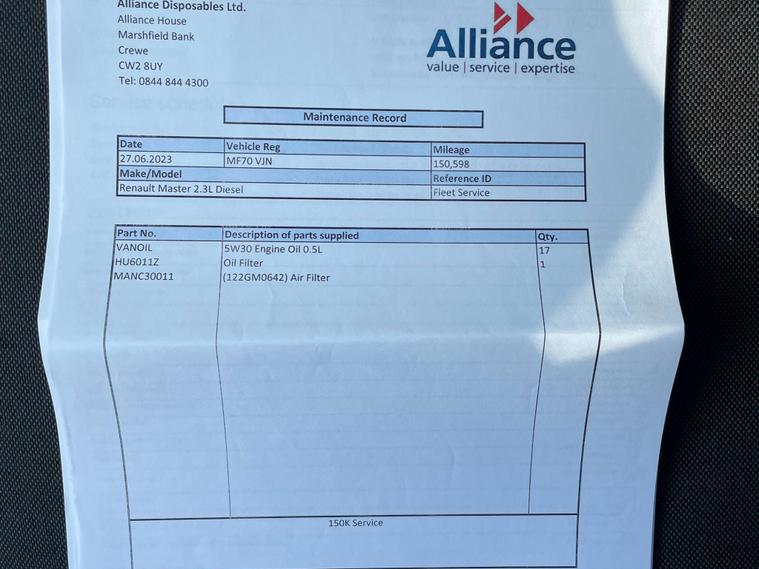 Alliance Disposables Ltd.
Alliance House
Marshfield Bank
Crewe
CW2 8UY
Tel: 0844 844 4300
Alliance
value | service | expertise
Maintenance Record
Date Vehicle Reg Mileage
27.06.2023 MF70 VJN 150,598
Make/Model Reference ID
Renault Master 2.3L Diesel Fleet Service
Part No. Description of parts supplied Qty.
VANOIL 5W30 Engine Oil 0.5L 17
HU6011Z Oil Filter 1
MANC30011 (122GM0642) Air Filter
150K Service